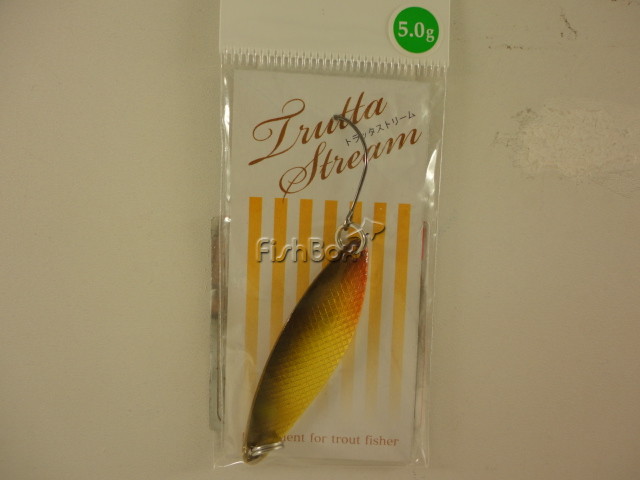 5.0g
Trutta
トラッタストリーム
Stream
FishBox
ent for trout fisher